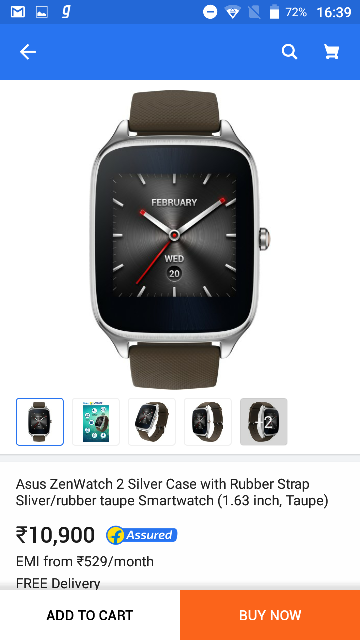 72% 16:39
FEBRUARY
WED
20
2
Asus ZenWatch 2 Silver Case with Rubber Strap
Sliver/rubber taupe Smartwatch (1.63 inch, Taupe)
₹10,900 f Assured
EMI from ₹529/month
FREE Delivery
ADD TO CART BUY NOW